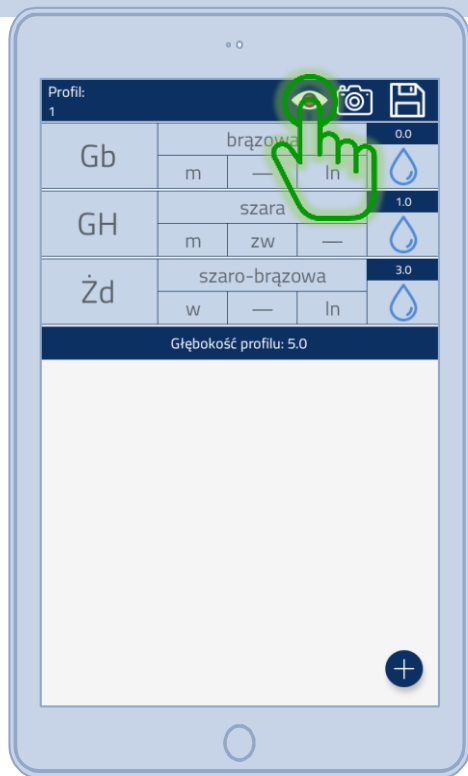 Profil:
1
Gb
brązowa
m — ln
0.0
GH
szara
m zw —
1.0
Żd
szaro-brązowa
w — ln
3.0
Głębokość profilu: 5.0